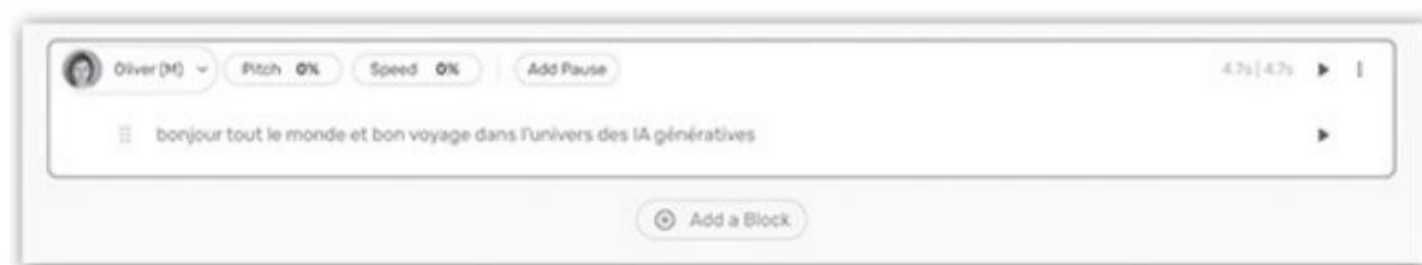 Oliver (M) Pitch 0% Speed 0% Add Pause 4.7s | 4.7s
bonjour tout le monde et bon voyage dans l'univers des IA génératives
Add a Block